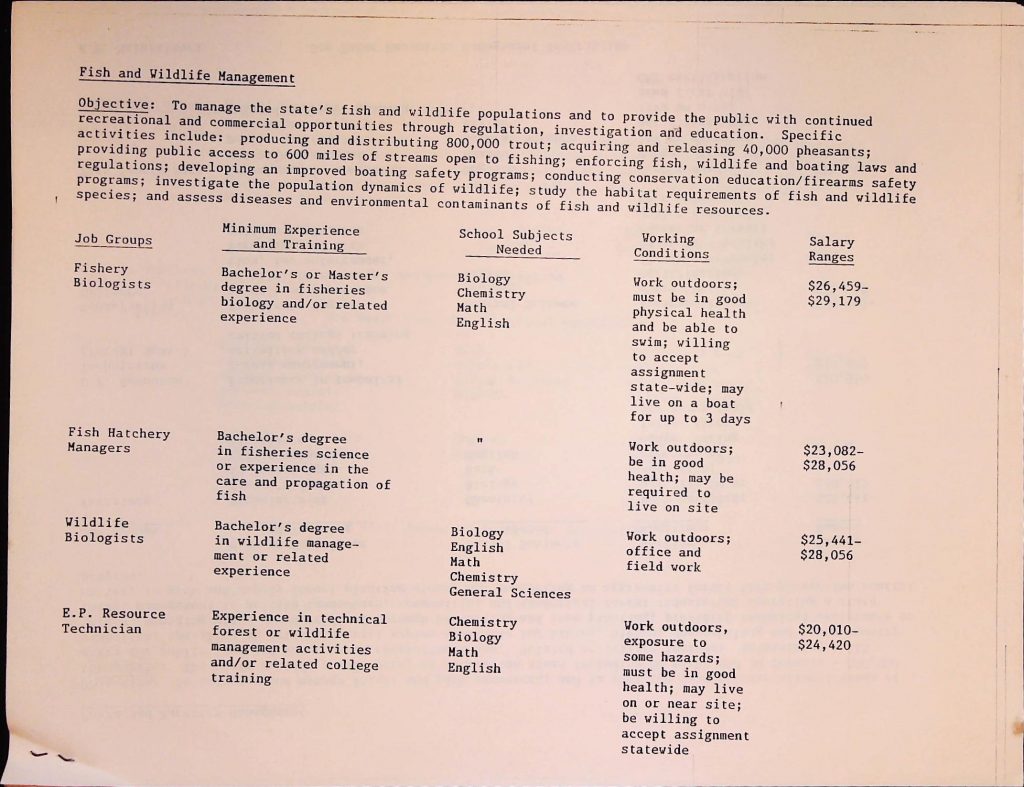 Fish and Wildlife Management
Objective: To manage the state's fish and wildlife populations and to provide the public with continued
recreational and commercial opportunities through regulation, investigation and education. Specific
activities include: producing and distributing 800,000 trout; acquiring and releasing 40,000 pheasants;
providing public access to 600 miles of streams open to fishing; enforcing fish, wildlife and boating laws and
regulations; developing an improved boating safety programs; conducting conservation education/firearms safety
programs; investigate the population dynamics of wildlife; study the habitat requirements of fish and wildlife
species; and assess diseases and environmental contaminants of fish and wildlife resources.
Job Groups
Minimum Experience
and Training
School Subjects
Needed
Working
Conditions
Salary
Ranges
Fishery
Biologists
Bachelor's or Master's
degree in fisheries
biology and/or related
experience
Biology
Chemistry
Math
English
Work outdoors;
must be in good
physical health
and be able to
swim; willing
to accept
assignment
state-wide; may
live on a boat
for up to 3 days
$26,459-
$29,179
Fish Hatchery
Managers
Bachelor's degree
in fisheries science
or experience in the
care and propagation of
fish
"
Work outdoors;
be in good
health; may be
required to
live on site
$23,082-
$28,056
Wildlife
Biologists
Bachelor's degree
in wildlife manage-
ment or related
experience
Biology
English
Math
Chemistry
General Sciences
Work outdoors;
office and
field work
$25,441-
$28,056
E.P. Resource
Technician
Experience in technical
forest or wildlife
management activities
and/or related college
training
Chemistry
Biology
Math
English
Work outdoors,
exposure to
some hazards;
must be in good
health; may live
on or near site;
be willing to
accept assignment
statewide
$20,010-
$24,420